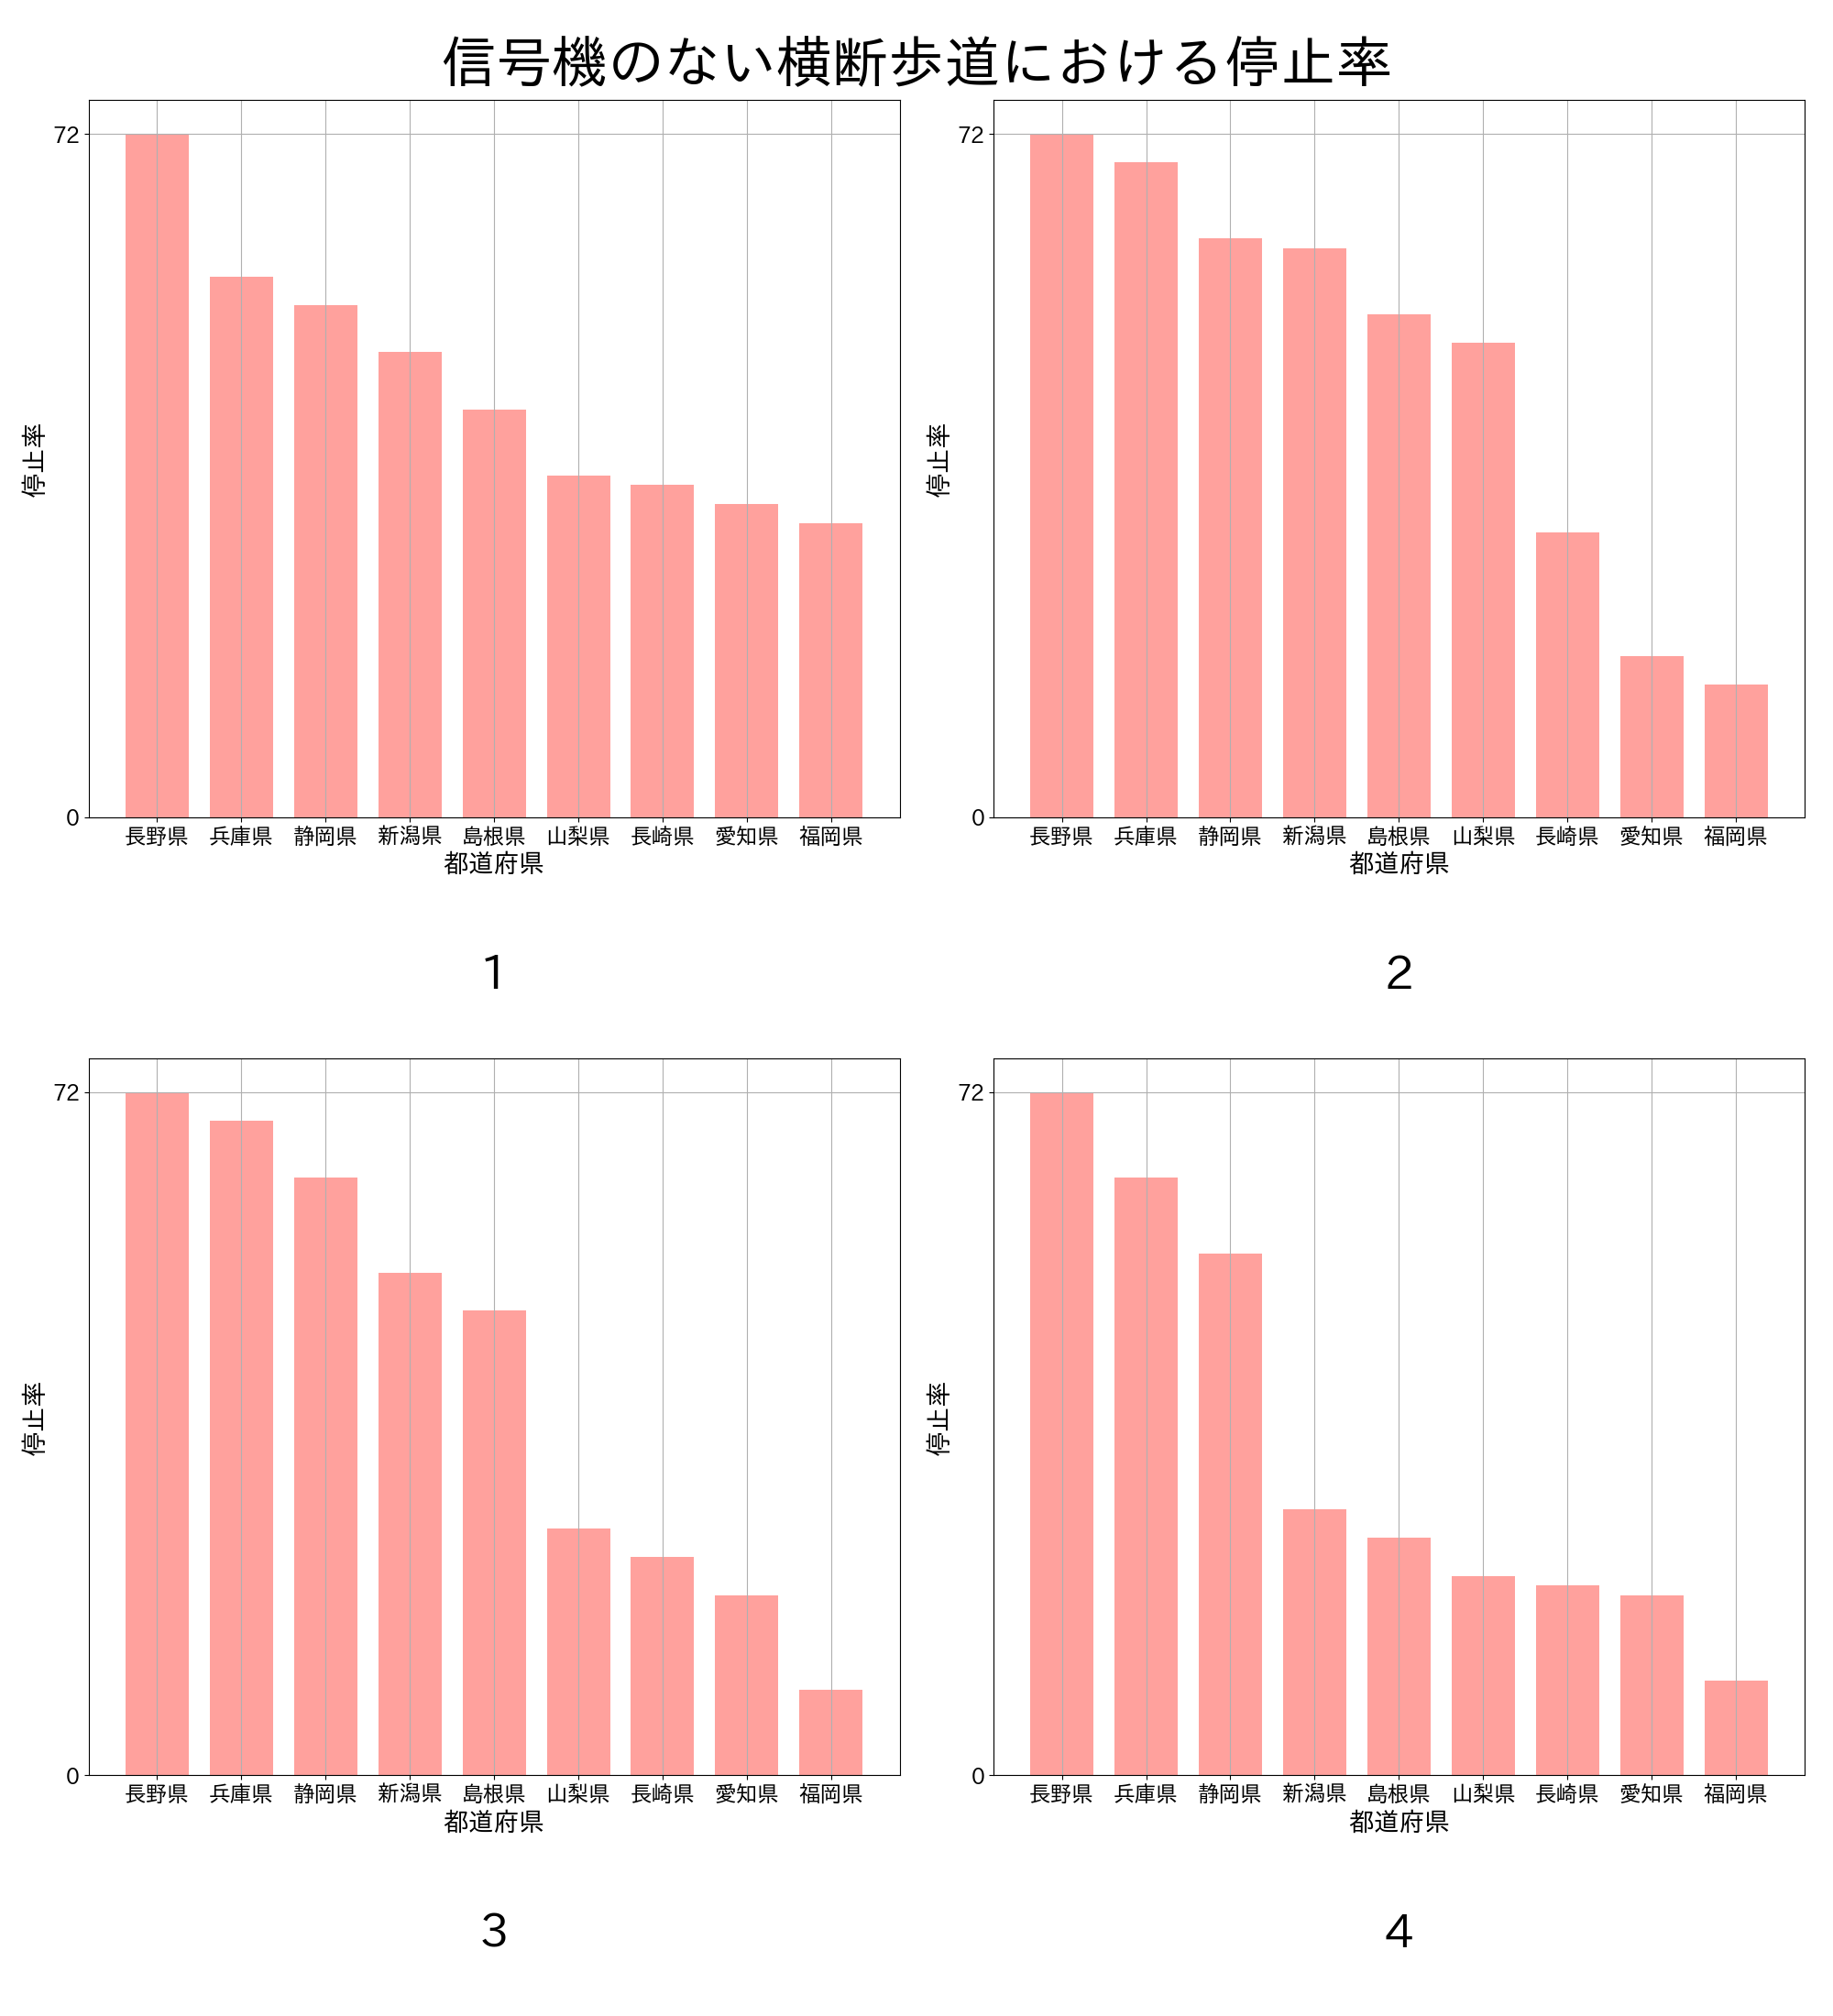 信号機のない横断歩道における停止率
72
0
停止率
長野県 兵庫県 静岡県 新潟県 島根県 山梨県 長崎県 愛知県 福岡県
都道府県
1
72
0
停止率
長野県 兵庫県 静岡県 新潟県 島根県 山梨県 長崎県 愛知県 福岡県
都道府県
2
72
0
停止率
長野県 兵庫県 静岡県 新潟県 島根県 山梨県 長崎県 愛知県 福岡県
都道府県
3
72
0
停止率
長野県 兵庫県 静岡県 新潟県 島根県 山梨県 長崎県 愛知県 福岡県
都道府県
4